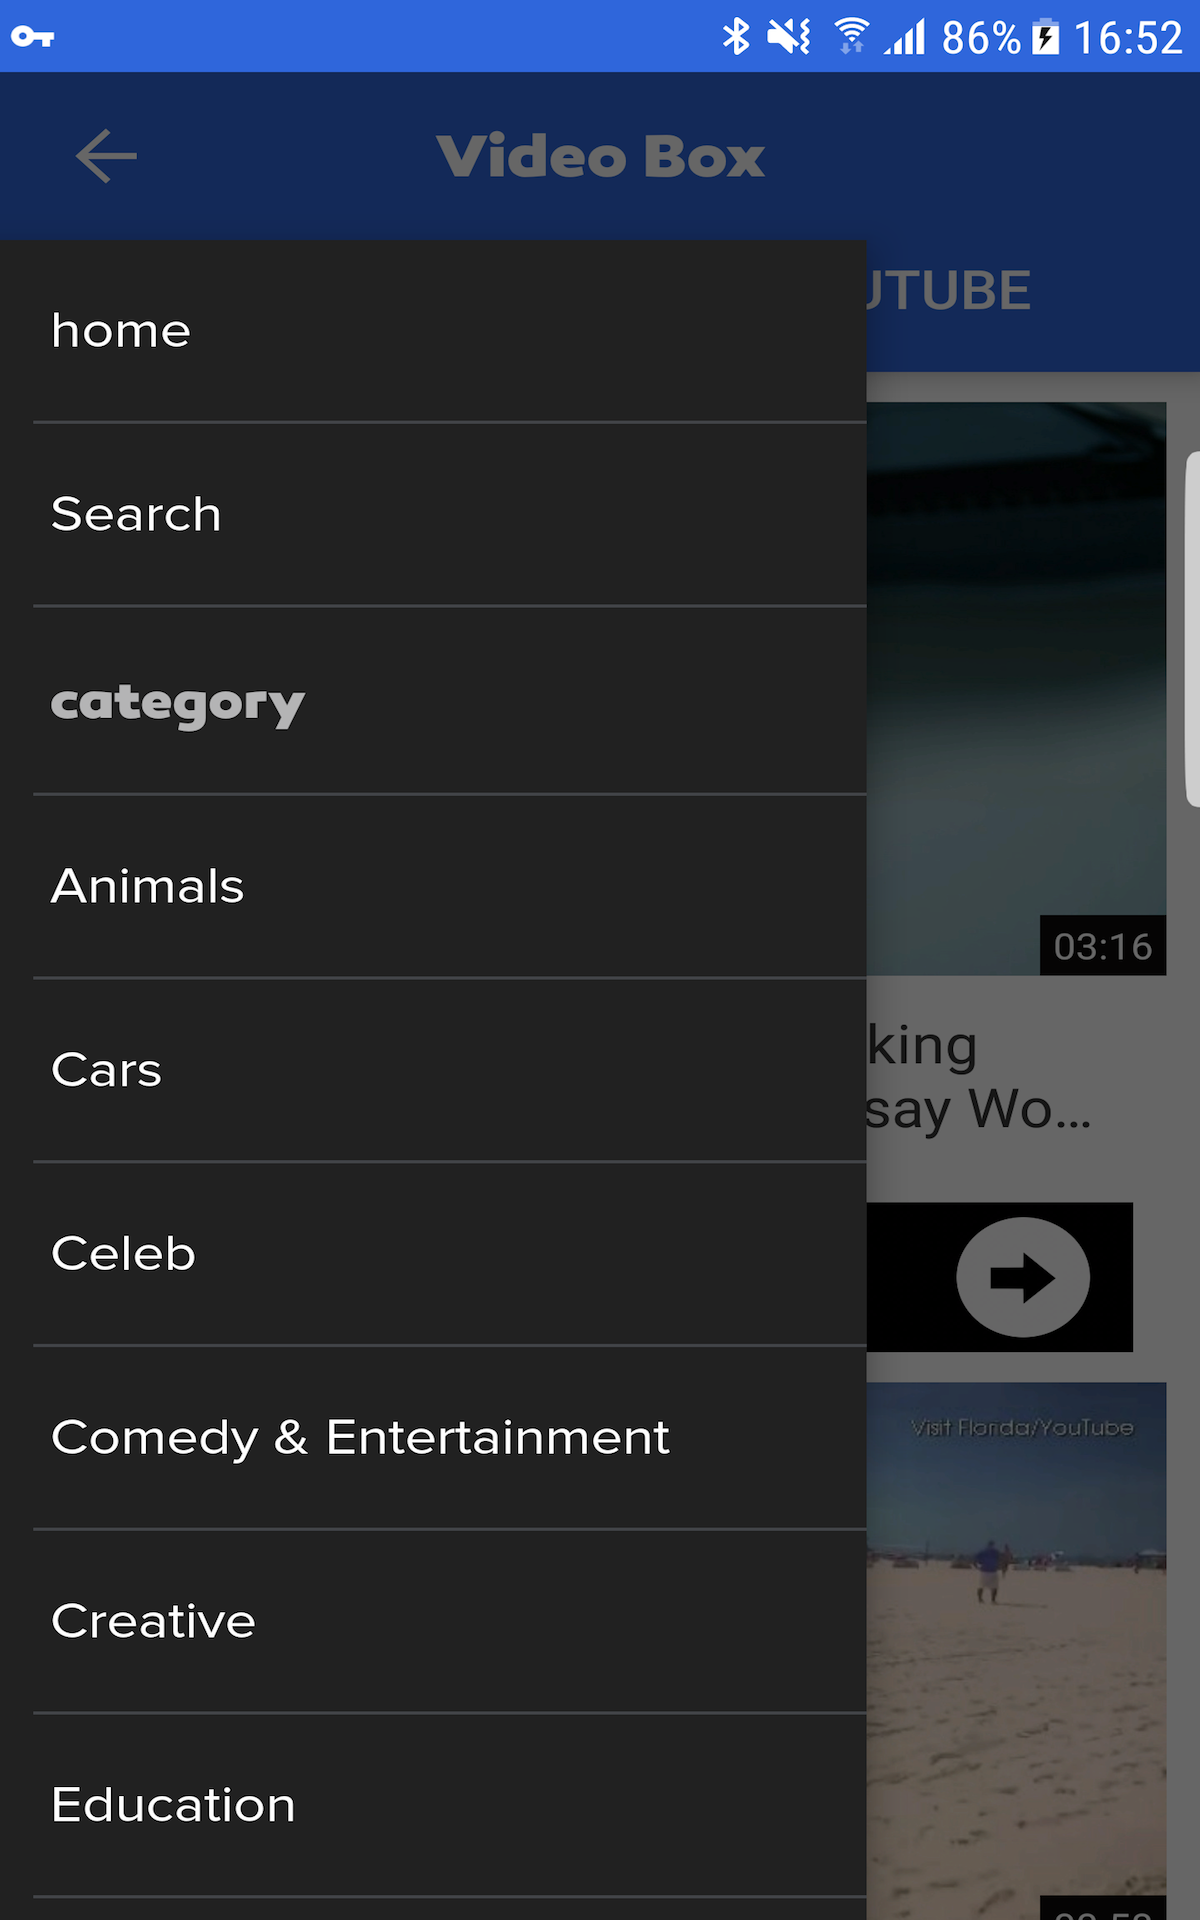 86% 16:52
Video Box
UTUBE
home
Search
category
Animals
Cars
Celeb
Comedy & Entertainment
Creative
Education
03:16
king
say Wo...
Visit Florida/YouTube